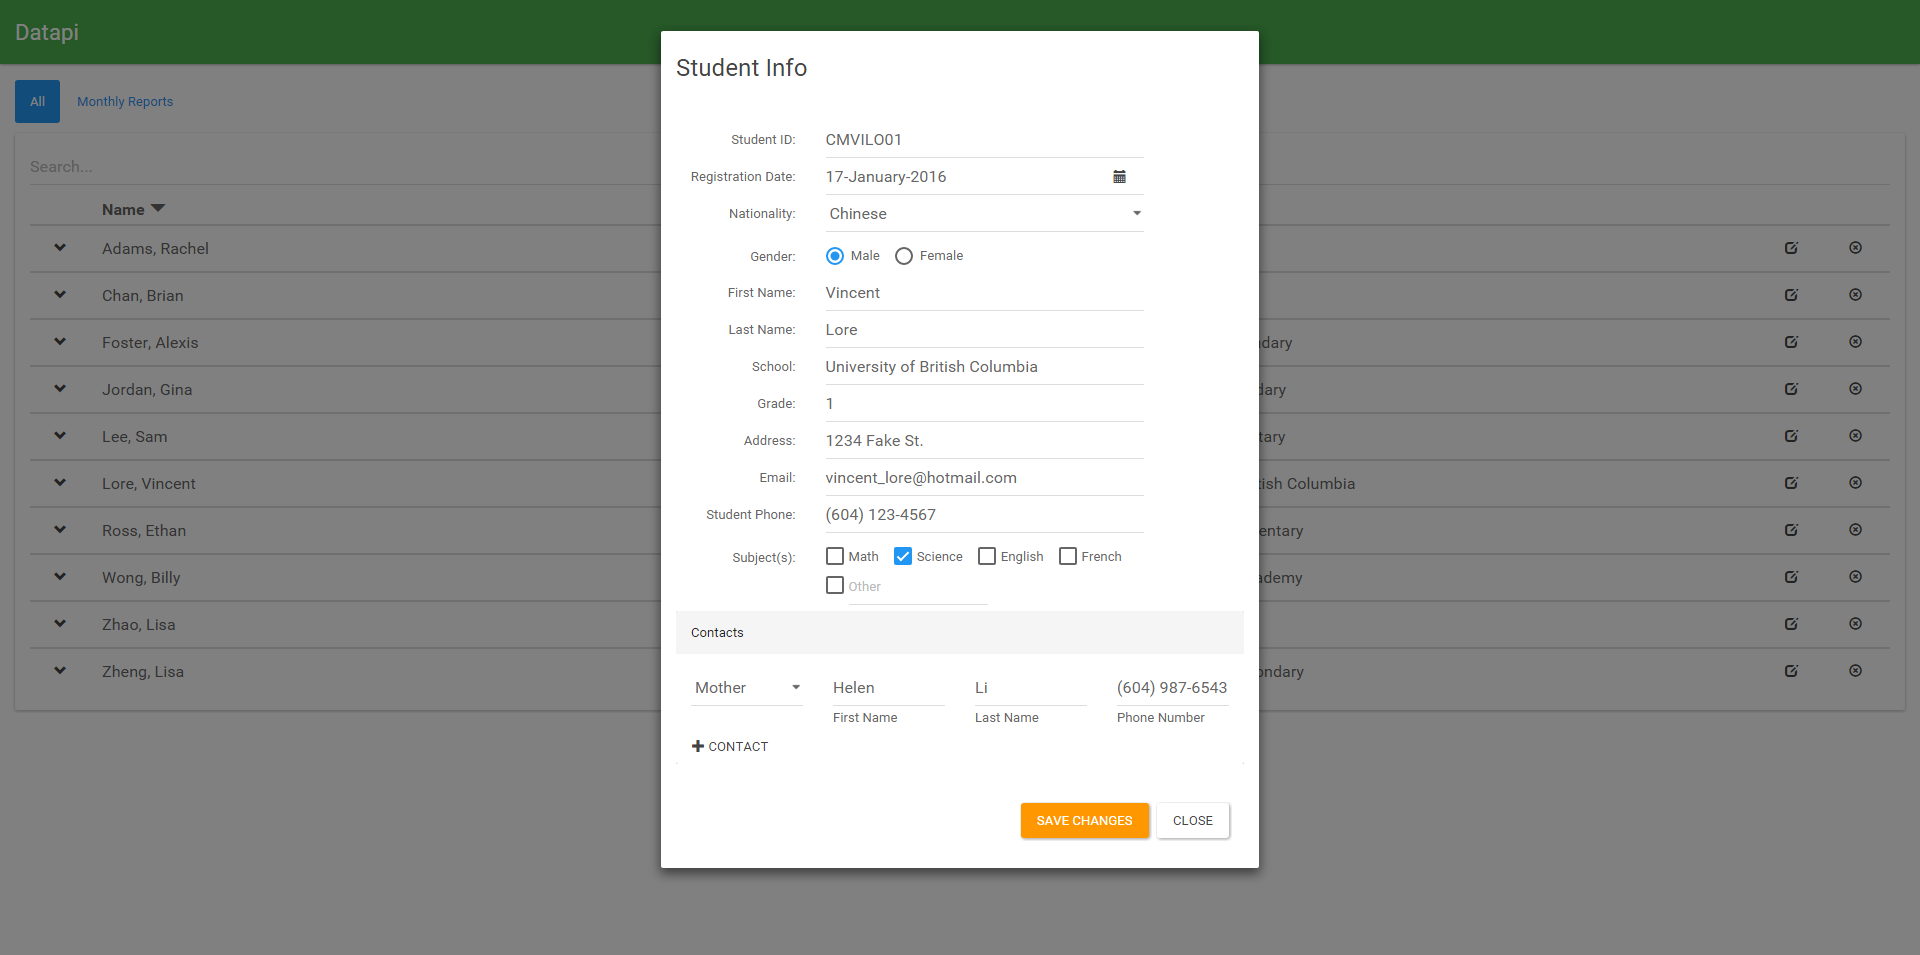 Datapi
All
Monthly Reports
Search...
Name
Adams, Rachel
Chan, Brian
Foster, Alexis
dary
Jordan, Gina
dary
Lee, Sam
tary
Lore, Vincent
tish Columbia
Ross, Ethan
entary
Wong, Billy
ademy
Zhao, Lisa
Zheng, Lisa
ondary
Student Info
Student ID: CMVILO01
Registration Date: 17-January-2016
Nationality: Chinese
Gender: Male Female
First Name: Vincent
Last Name: Lore
School: University of British Columbia
Grade: 1
Address: 1234 Fake St.
Email: vincent_lore@hotmail.com
Student Phone: (604) 123-4567
Subject(s): Math Science English French
Other
Contacts
Mother Helen Li (604) 987-6543
First Name Last Name Phone Number
CONTACT
SAVE CHANGES CLOSE